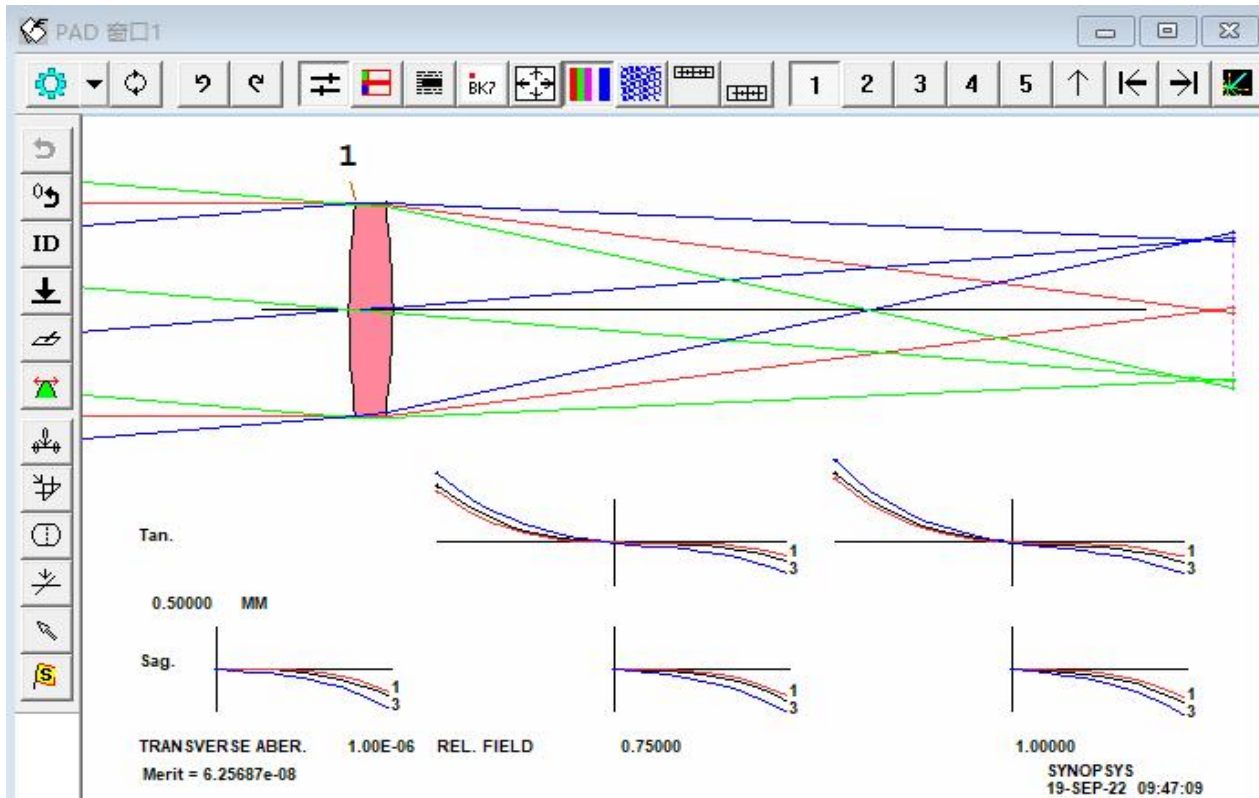 PAD 窗口1
BK7
1 2 3 4 5
0
ID
1
Tan.
1
3
1
3
0.50000 MM
Sag.
1
3
1
3
1
3
TRANSVERSE ABER. 1.00E-06 REL. FIELD 0.75000 1.00000
Merit = 6.25687e-08
SYNOPSYS
19-SEP-22 09:47:09
S